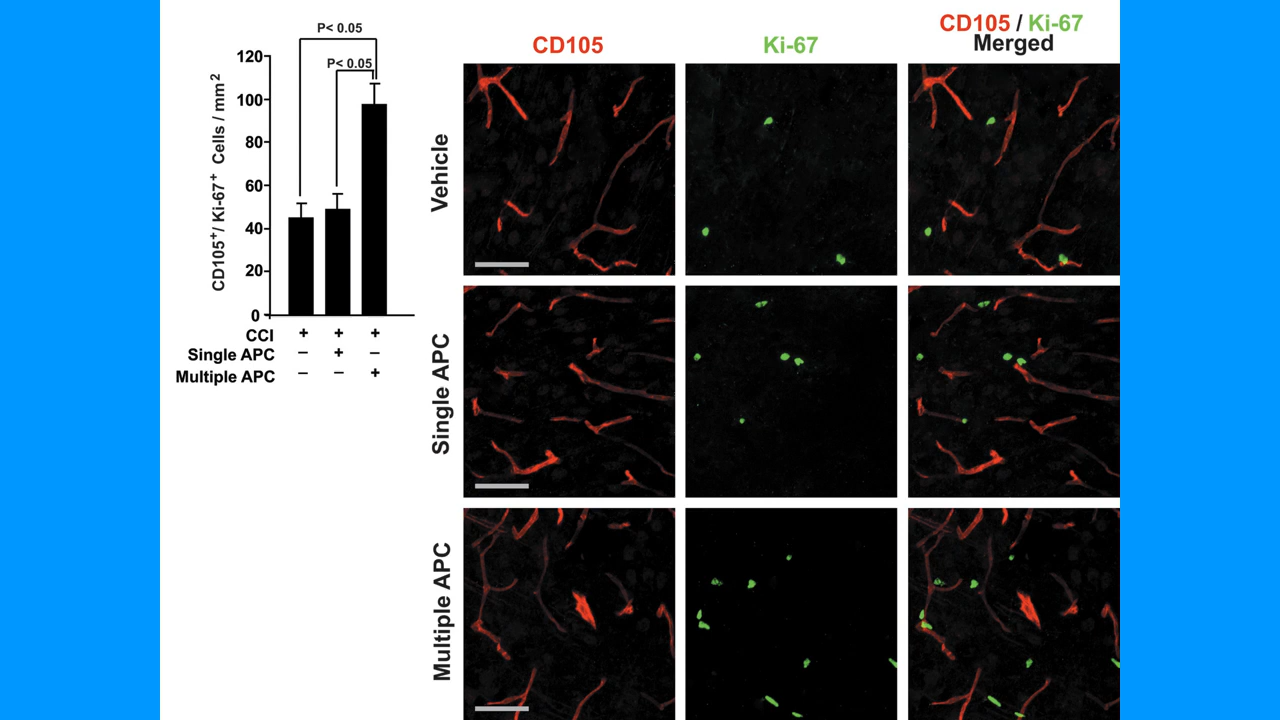 P< 0.05
P< 0.05
CD105⁺/ Ki-67⁺ Cells / mm²
120
100
80
60
40
20
0
CCI + + +
Single APC – + –
Multiple APC – – +
CD105
Ki-67
CD105 / Ki-67
Merged
Vehicle
Single APC
Multiple APC